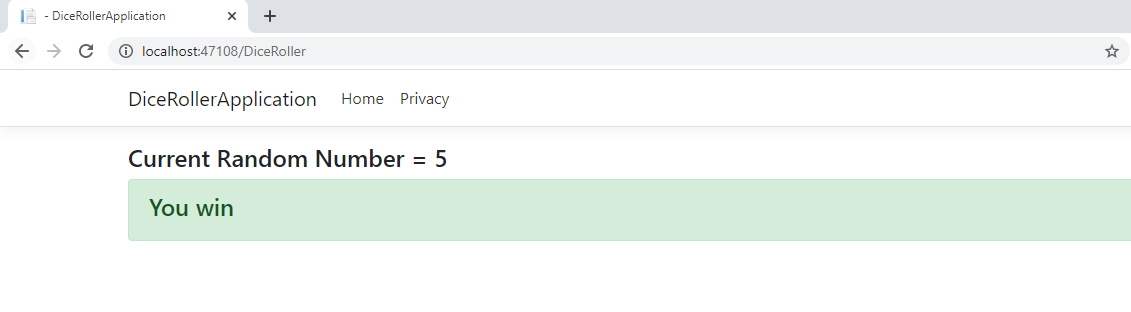 - DiceRollerApplication
localhost:47108/DiceRoller
DiceRollerApplication Home Privacy
Current Random Number = 5
You win